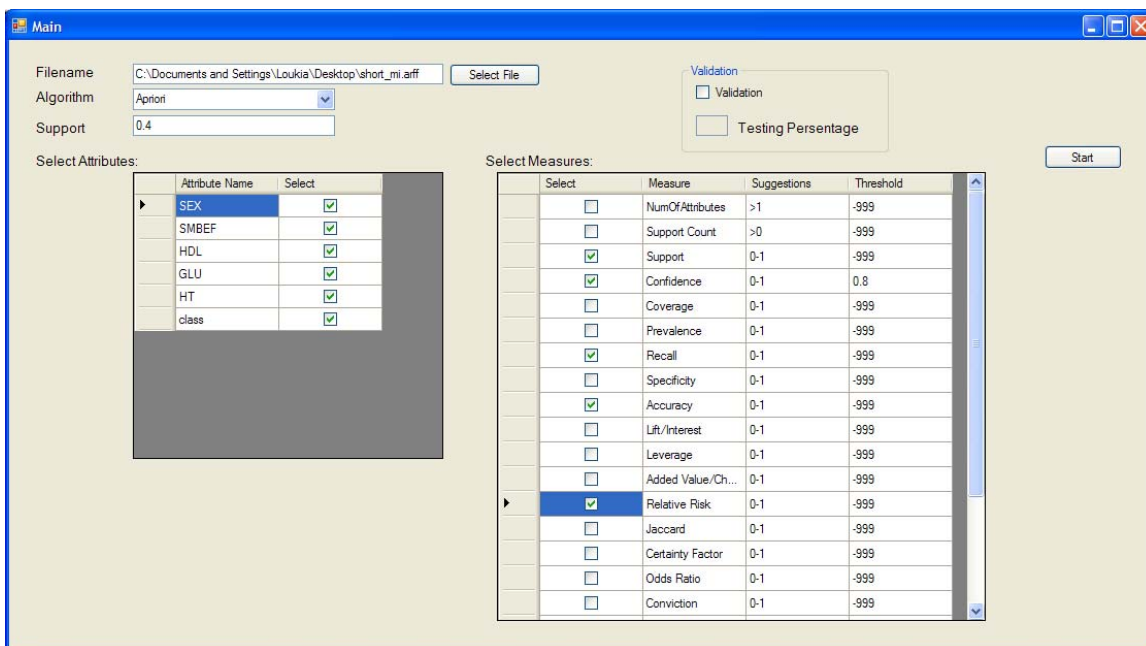 Main
Filename C:\Documents and Settings\Loukia\Desktop\short_mi.arff Select File
Validation
Algorithm Apriori
Validation
Support 0.4
Testing Persentage
Select Attributes:
Select Measures:
Start
Attribute Name Select
SEX
SMBEF
HDL
GLU
HT
class
Select Measure Suggestions Threshold
NumOfAttributes >1 -999
Support Count >0 -999
Support 0-1 -999
Confidence 0-1 0.8
Coverage 0-1 -999
Prevalence 0-1 -999
Recall 0-1 -999
Specificity 0-1 -999
Accuracy 0-1 -999
Lift/Interest 0-1 -999
Leverage 0-1 -999
Added Value/Ch... 0-1 -999
Relative Risk 0-1 -999
Jaccard 0-1 -999
Certainty Factor 0-1 -999
Odds Ratio 0-1 -999
Conviction 0-1 -999